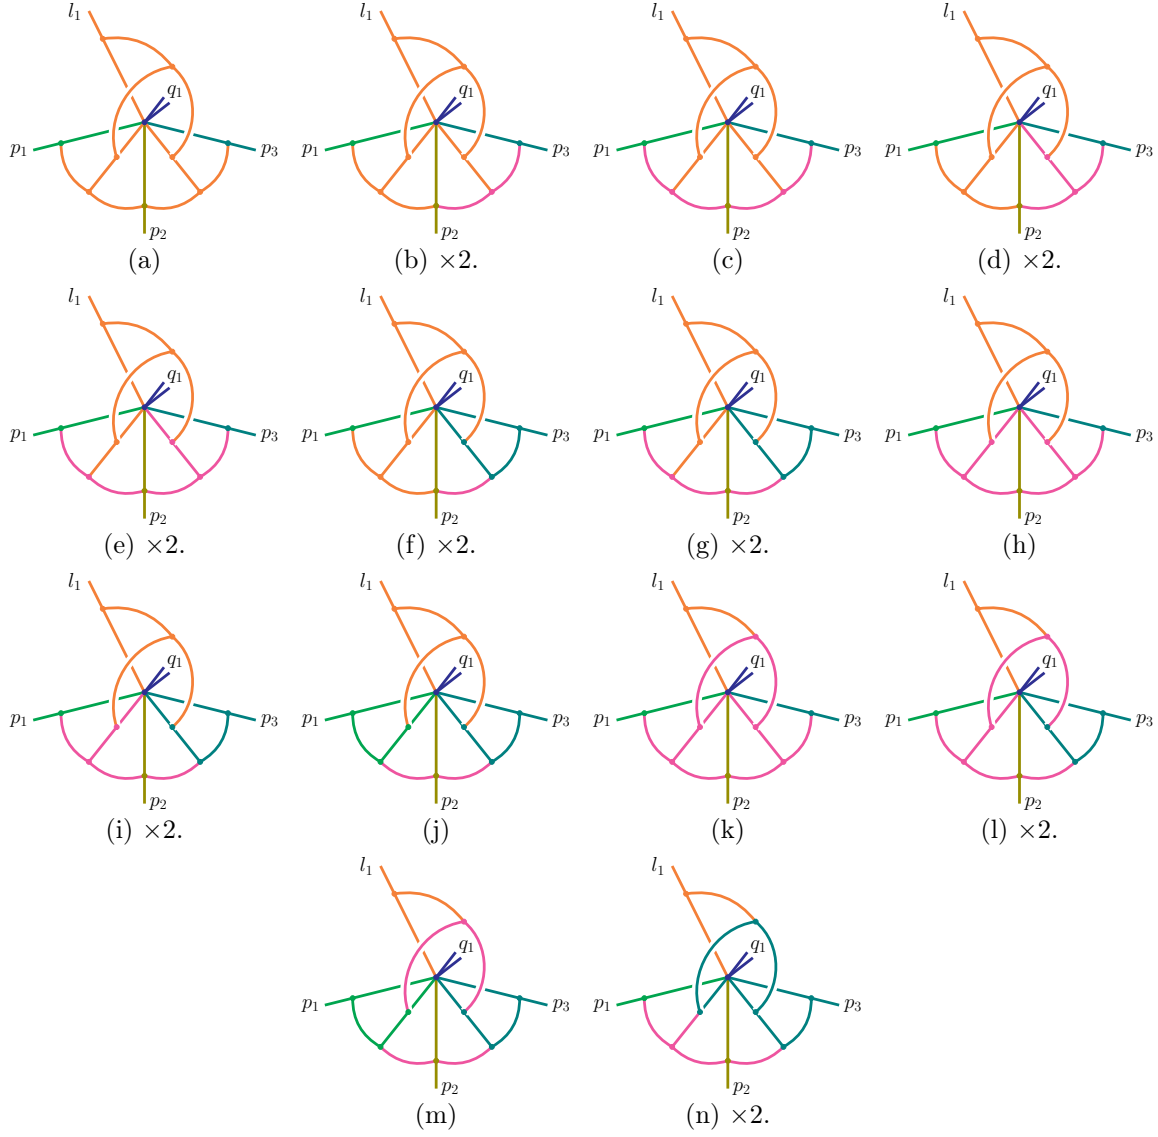 l₁ l₁ l₁ l₁
q₁ q₁ q₁ q₁
p₁ p₃ p₁ p₃ p₁ p₃ p₁ p₃
p₂ p₂ p₂ p₂
(a) (b) ×2. (c) (d) ×2.
l₁ l₁ l₁ l₁
q₁ q₁ q₁ q₁
p₁ p₃ p₁ p₃ p₁ p₃ p₁ p₃
p₂ p₂ p₂ p₂
(e) ×2. (f) ×2. (g) ×2. (h)
l₁ l₁ l₁ l₁
q₁ q₁ q₁ q₁
p₁ p₃ p₁ p₃ p₁ p₃ p₁ p₃
p₂ p₂ p₂ p₂
(i) ×2. (j) (k) (l) ×2.
l₁ l₁
q₁ q₁
p₁ p₃ p₁ p₃
p₂ p₂
(m) (n) ×2.